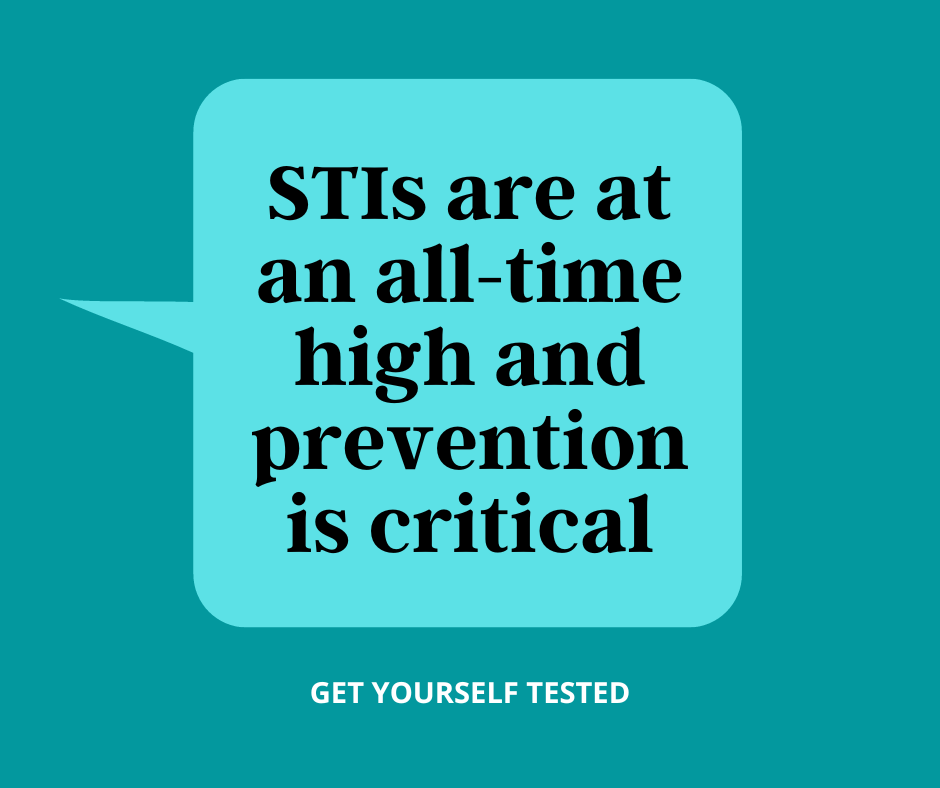 STIs are at
an all-time
high and
prevention
is critical
GET YOURSELF TESTED